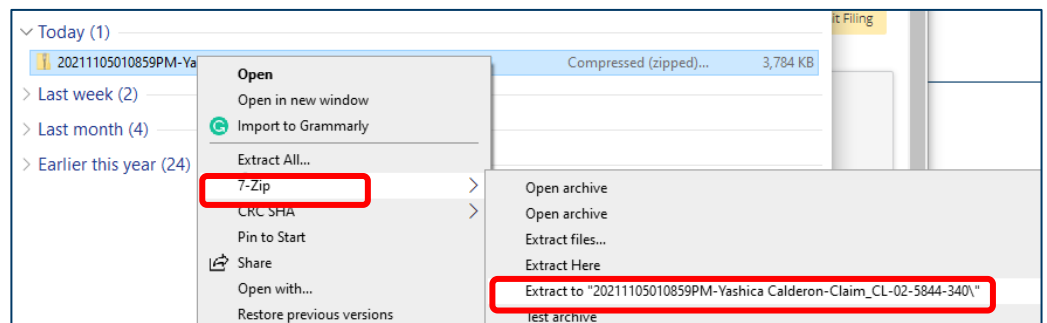 it Filing
Today (1)
20211105010859PM-Ya
Compressed (zipped)...
3,784 KB
Last week (2)
Last month (4)
Earlier this year (24)
Open
Open in new window
Import to Grammarly
Extract All...
7-Zip
CRC SHA
Pin to Start
Share
Open with...
Restore previous versions
Open archive
Open archive
Extract files...
Extract Here
Extract to "20211105010859PM-Yashica Calderon-Claim_CL-02-5844-340\"
Test archive